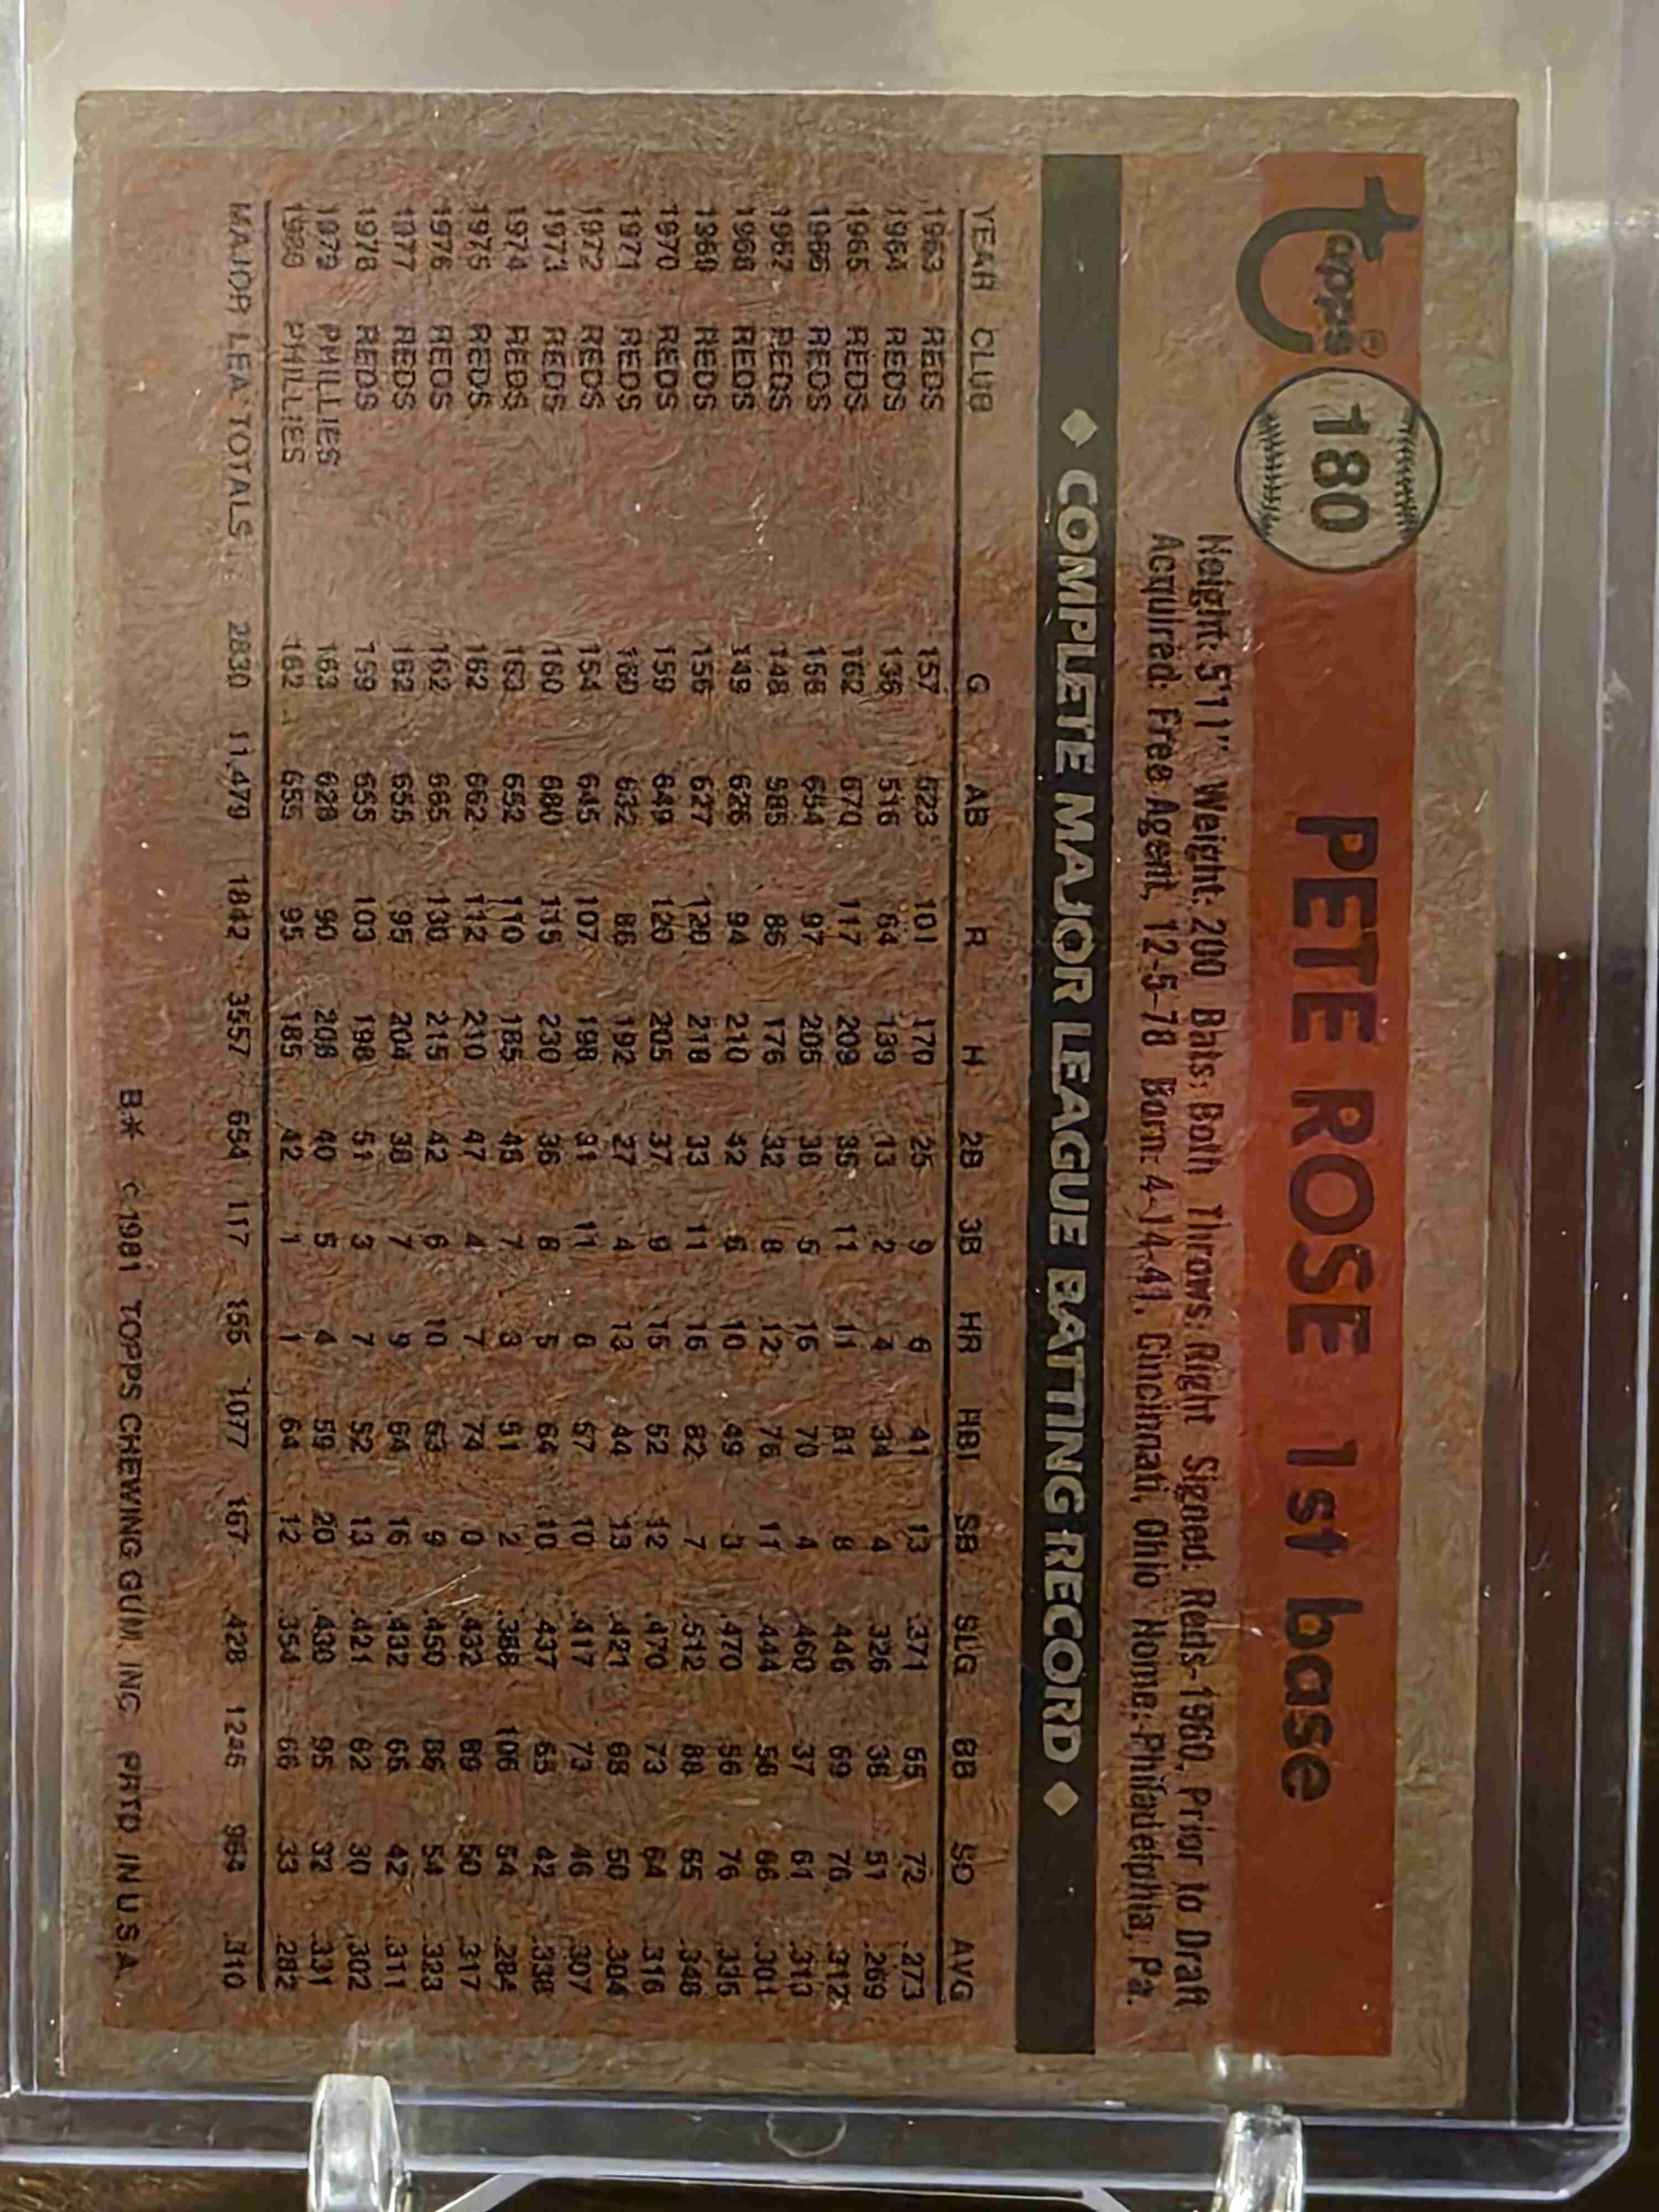 topps® 180 PETE ROSE 1st base
Height: 5'11" Weight: 200 Bats: Both Throws: Right Signed: Reds-1960, Prior to Draft
Acquired: Free Agent, 12-5-78 Born: 4-14-41, Cincinnati, Ohio Home: Philadelphia, Pa.
◆ COMPLETE MAJOR LEAGUE BATTING RECORD ◆
YEAR CLUB G AB R H 2B 3B HR RBI SB SLG BB SO AVG
1963 REDS 157 623 101 170 25 9 6 41 13 .371 55 72 .273
1964 REDS 136 516 64 139 13 2 4 34 4 .326 36 51 .269
1965 REDS 162 670 117 209 35 11 11 81 8 .446 69 76 .312
1966 REDS 156 654 97 205 38 5 16 70 4 .460 37 61 .313
1967 REDS 148 585 86 176 32 8 12 76 11 .444 56 66 .301
1968 REDS 149 626 94 210 42 6 10 49 3 .470 56 76 .335
1969 REDS 156 627 120 218 33 11 16 82 7 .512 88 65 .348
1970 REDS 159 649 120 205 37 9 15 52 12 .470 73 64 .316
1971 REDS 160 632 86 192 27 4 13 44 13 .421 68 50 .304
1972 REDS 154 645 107 198 31 11 6 57 10 .417 73 46 .307
1973 REDS 160 680 115 230 36 8 5 64 10 .437 65 42 .338
1974 REDS 163 652 110 185 45 7 3 51 2 .388 106 54 .284
1975 REDS 162 662 112 210 47 4 7 74 0 .432 89 50 .317
1976 REDS 162 665 130 215 42 6 10 63 9 .450 86 54 .323
1977 REDS 162 655 95 204 38 7 9 64 16 .432 66 42 .311
1978 REDS 159 655 103 198 51 3 7 52 13 .421 62 30 .302
1979 PHILLIES 163 628 90 208 40 5 4 59 20 .430 95 32 .331
1980 PHILLIES 162 655 95 185 42 1 1 64 12 .354 66 33 .282
MAJOR LEA. TOTALS 2830 11,479 1842 3557 654 117 155 1077 167 .428 1246 .310
B* ©1981 TOPPS CHEWING GUM, INC. PRTD. IN U.S.A.